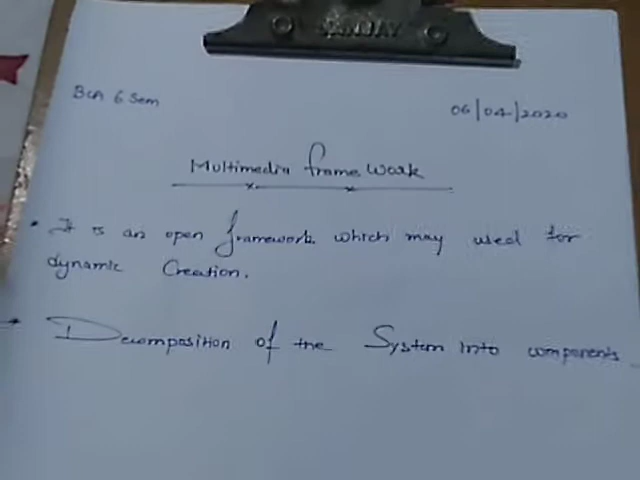 SANJAY
BCA 6 Sem
06/04/2020
Multimedia frame Work
• It is an open framework which may used for
dynamic Creation.
→ Decomposition of the System into components